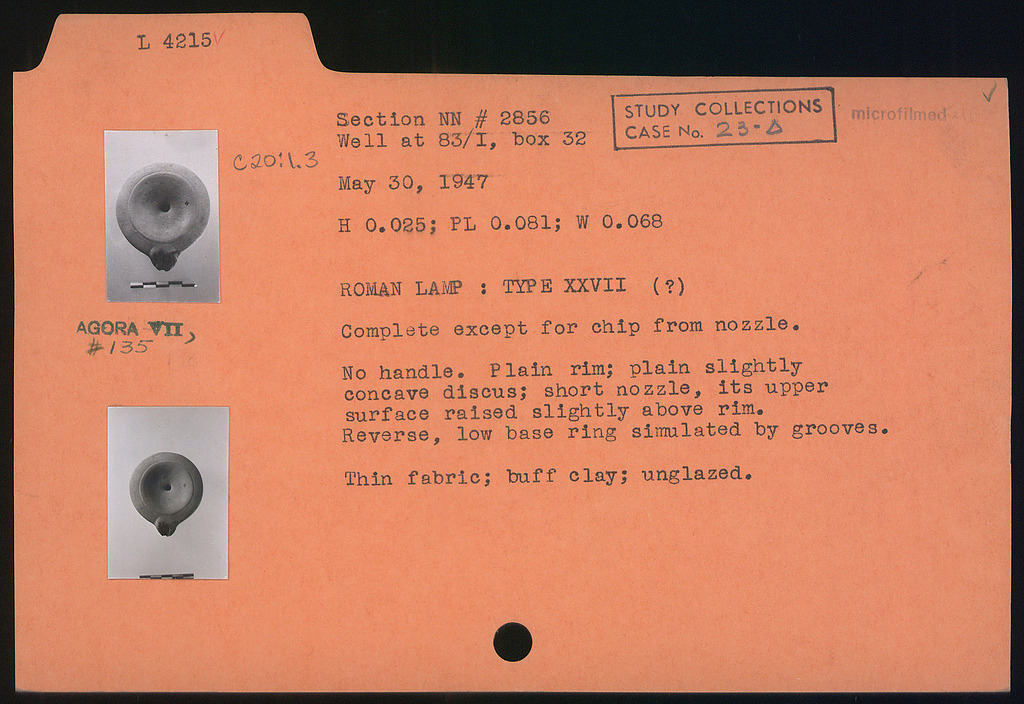 L 4215✓
Section NN # 2856
Well at 83/I, box 32
STUDY COLLECTIONS
CASE No. 23-Δ
microfilmed
C20:1.3
May 30, 1947
H 0.025; PL 0.081; W 0.068
ROMAN LAMP : TYPE XXVII (?)
AGORA VII,
#135
Complete except for chip from nozzle.
No handle. Plain rim; plain slightly
concave discus; short nozzle, its upper
surface raised slightly above rim.
Reverse, low base ring simulated by grooves.
Thin fabric; buff clay; unglazed.